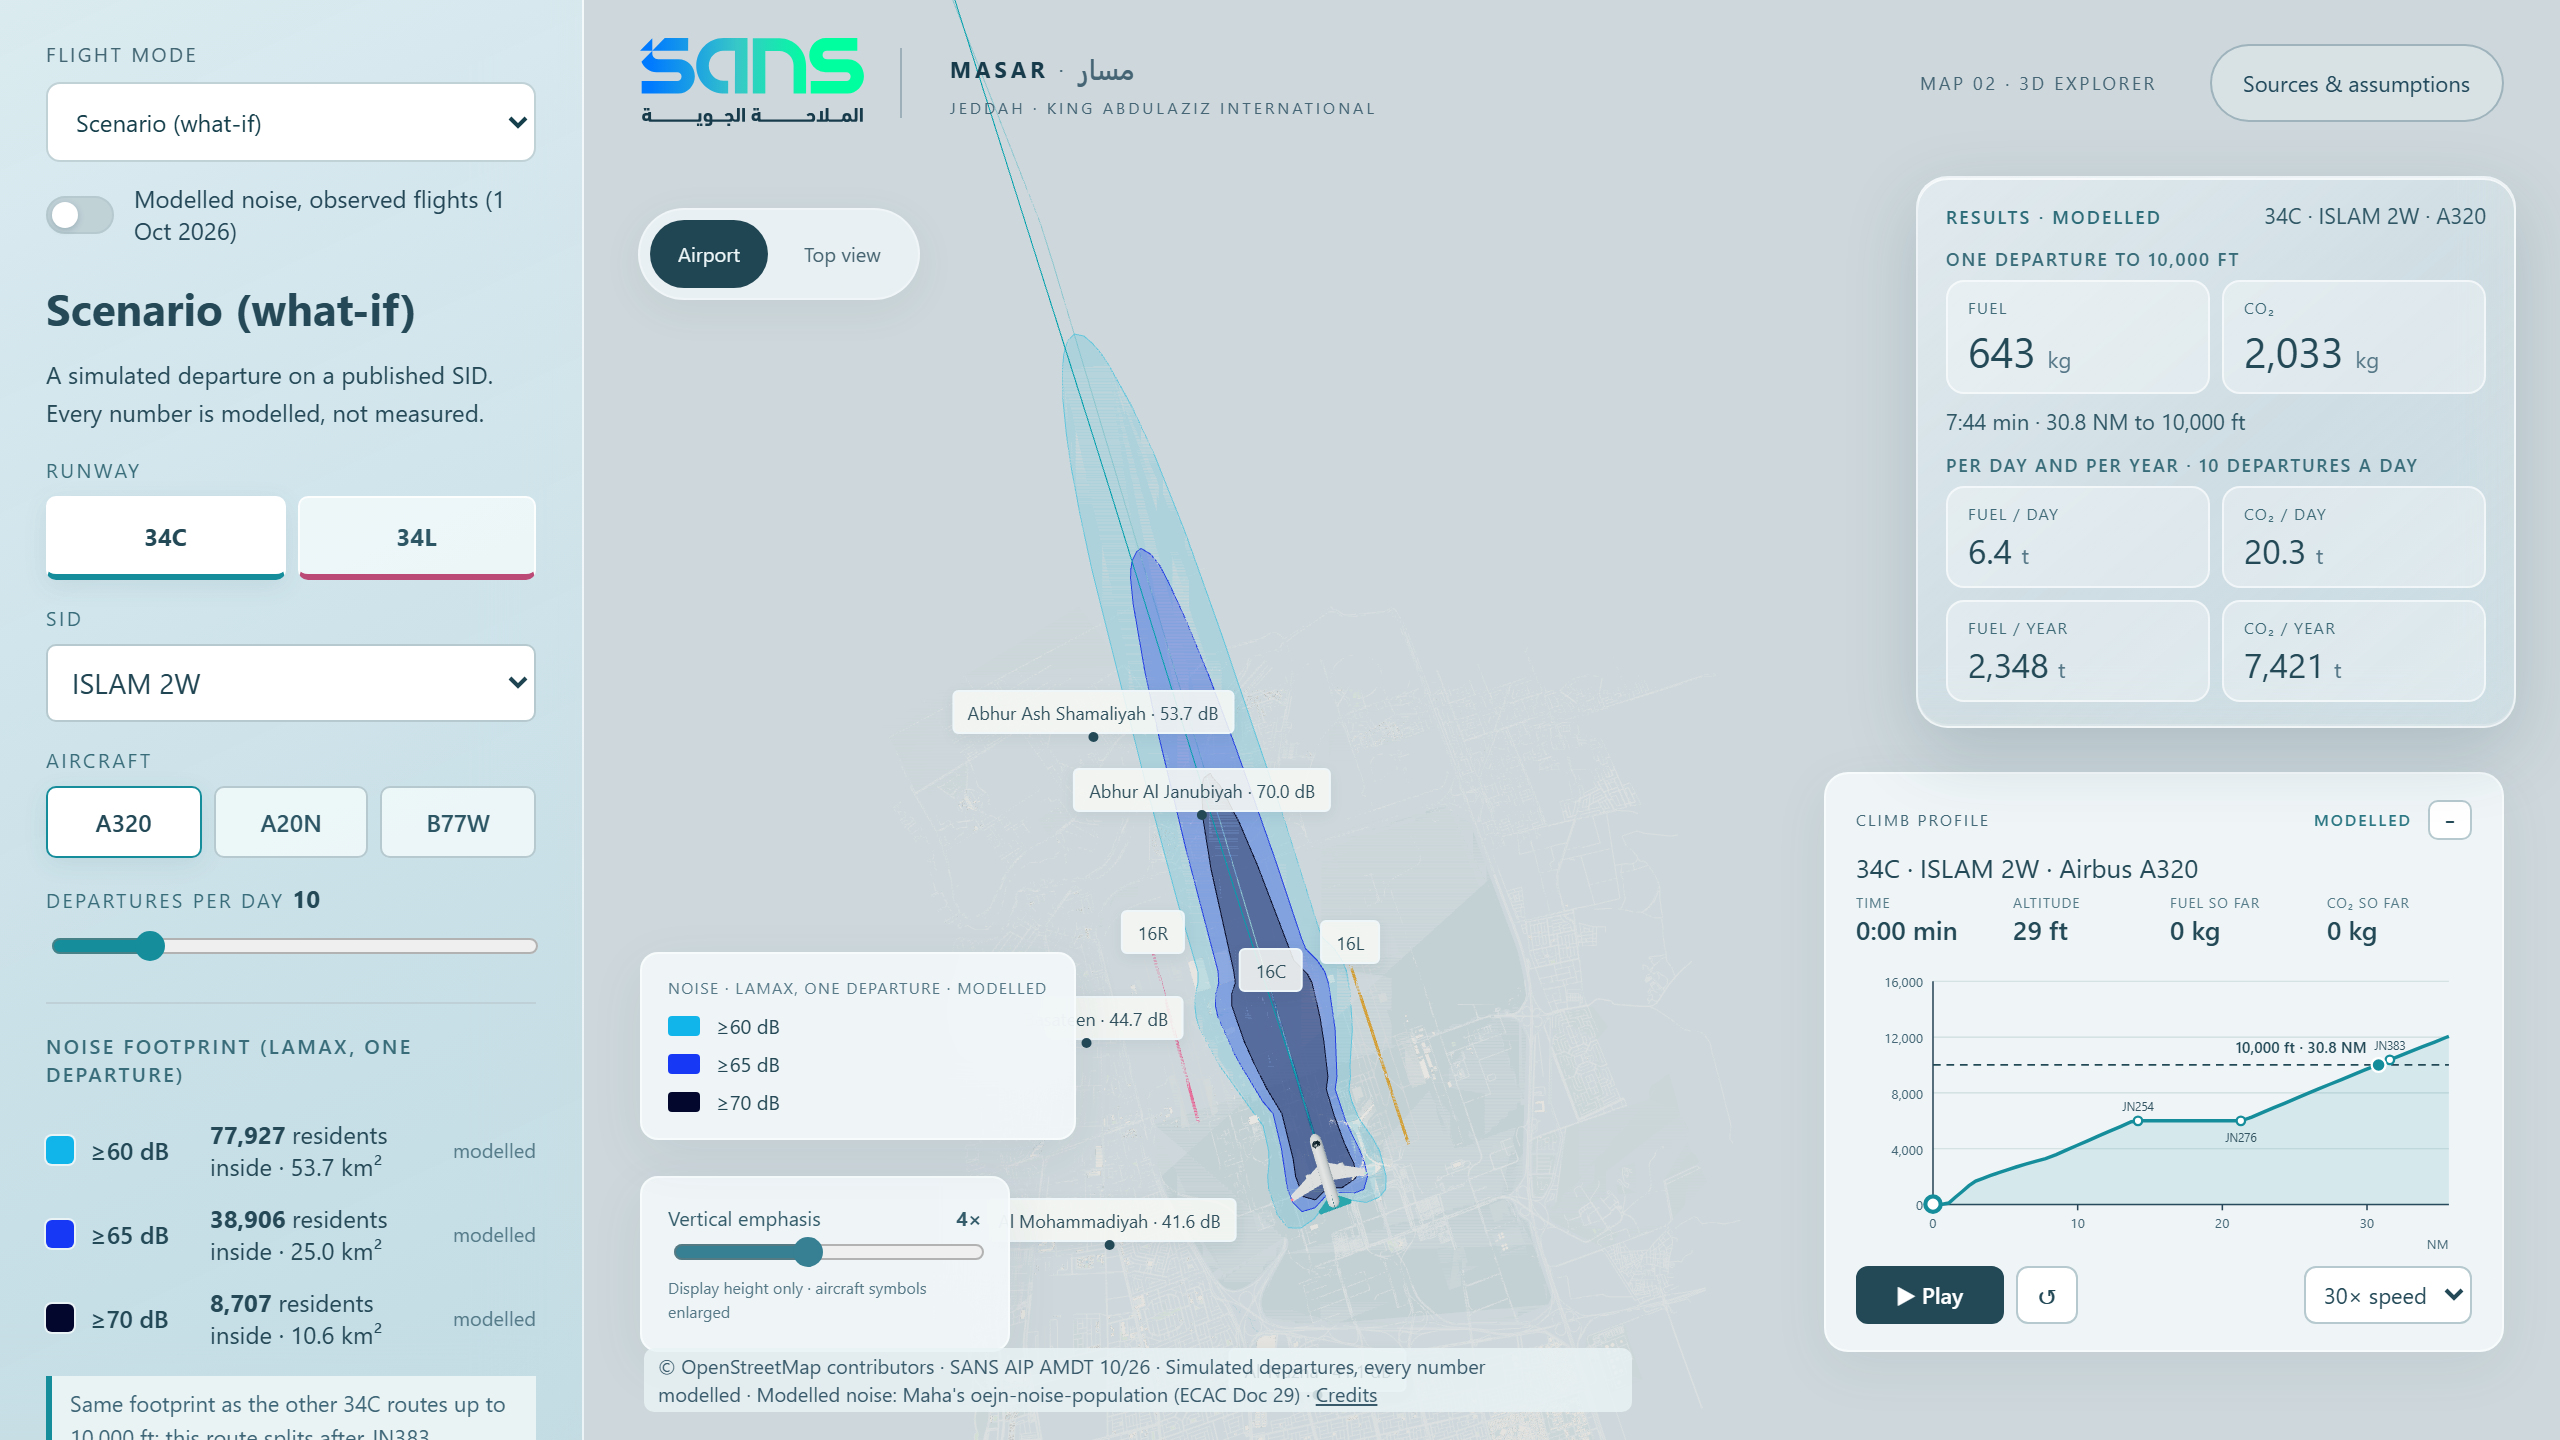 FLIGHT MODE
Scenario (what-if)
Modelled noise, observed flights (1
Oct 2026)
Scenario (what-if)
A simulated departure on a published SID.
Every number is modelled, not measured.
RUNWAY
34C
34L
SID
ISLAM 2W
AIRCRAFT
A320
A20N
B77W
DEPARTURES PER DAY 10
NOISE FOOTPRINT (LAMAX, ONE
DEPARTURE)
≥60 dB
77,927 residents
inside · 53.7 km²
modelled
≥65 dB
38,906 residents
inside · 25.0 km²
modelled
≥70 dB
8,707 residents
inside · 10.6 km²
modelled
Same footprint as the other 34C routes up to
10,000 ft; this route splits after JN383
sans
الملاحة الجوية
MASAR · مسار
JEDDAH · KING ABDULAZIZ INTERNATIONAL
MAP 02 · 3D EXPLORER
Sources & assumptions
Airport
Top view
Abhur Ash Shamaliyah · 53.7 dB
Abhur Al Janubiyah · 70.0 dB
16R
16L
16C
en · 44.7 dB
Al Mohammadiyah · 41.6 dB
NOISE · LAMAX, ONE DEPARTURE · MODELLED
≥60 dB
≥65 dB
≥70 dB
Vertical emphasis 4×
Display height only · aircraft symbols
enlarged
© OpenStreetMap contributors · SANS AIP AMDT 10/26 · Simulated departures, every number
modelled · Modelled noise: Maha's oejn-noise-population (ECAC Doc 29) · Credits
RESULTS · MODELLED
34C · ISLAM 2W · A320
ONE DEPARTURE TO 10,000 FT
FUEL
643 kg
CO₂
2,033 kg
7:44 min · 30.8 NM to 10,000 ft
PER DAY AND PER YEAR · 10 DEPARTURES A DAY
FUEL / DAY
6.4 t
CO₂ / DAY
20.3 t
FUEL / YEAR
2,348 t
CO₂ / YEAR
7,421 t
CLIMB PROFILE
MODELLED
–
34C · ISLAM 2W · Airbus A320
TIME
0:00 min
ALTITUDE
29 ft
FUEL SO FAR
0 kg
CO₂ SO FAR
0 kg
16,000
12,000
8,000
4,000
0
10,000 ft · 30.8 NM
JN383
JN254
JN276
0
10
20
30
NM
▶ Play
↺
30× speed